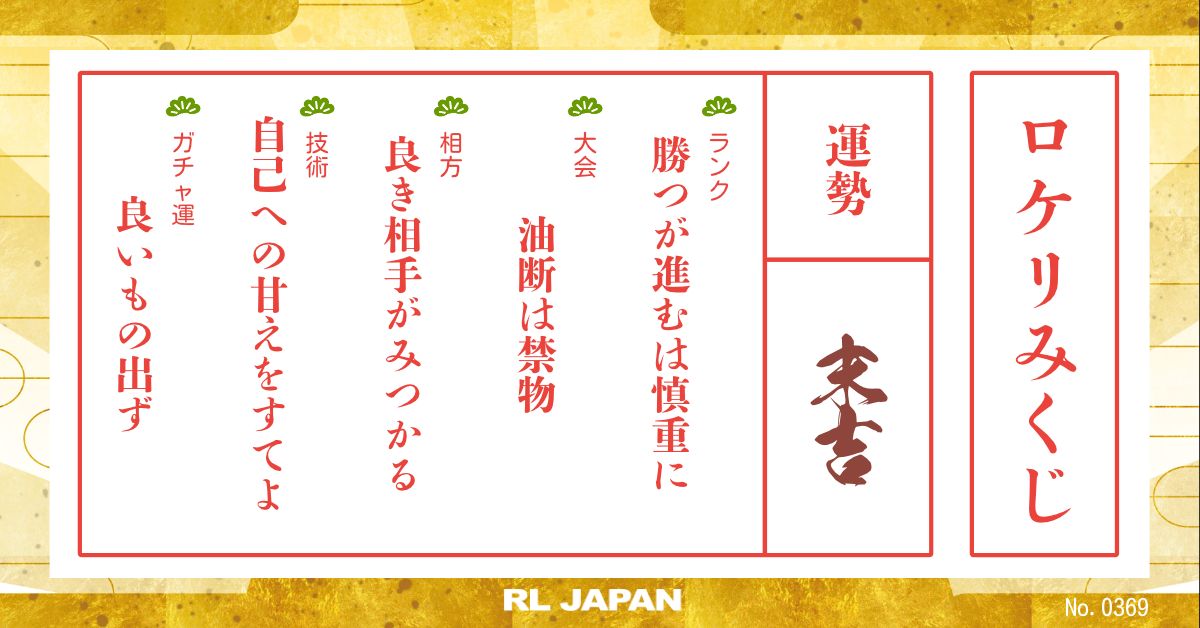 ロケリみくじ
運勢
末吉
ランク
勝つが進むは慎重に
大会
油断は禁物
相方
良き相手がみつかる
技術
自己への甘えをすてよ
ガチャ運
良いもの出ず
RL JAPAN
No. 0369